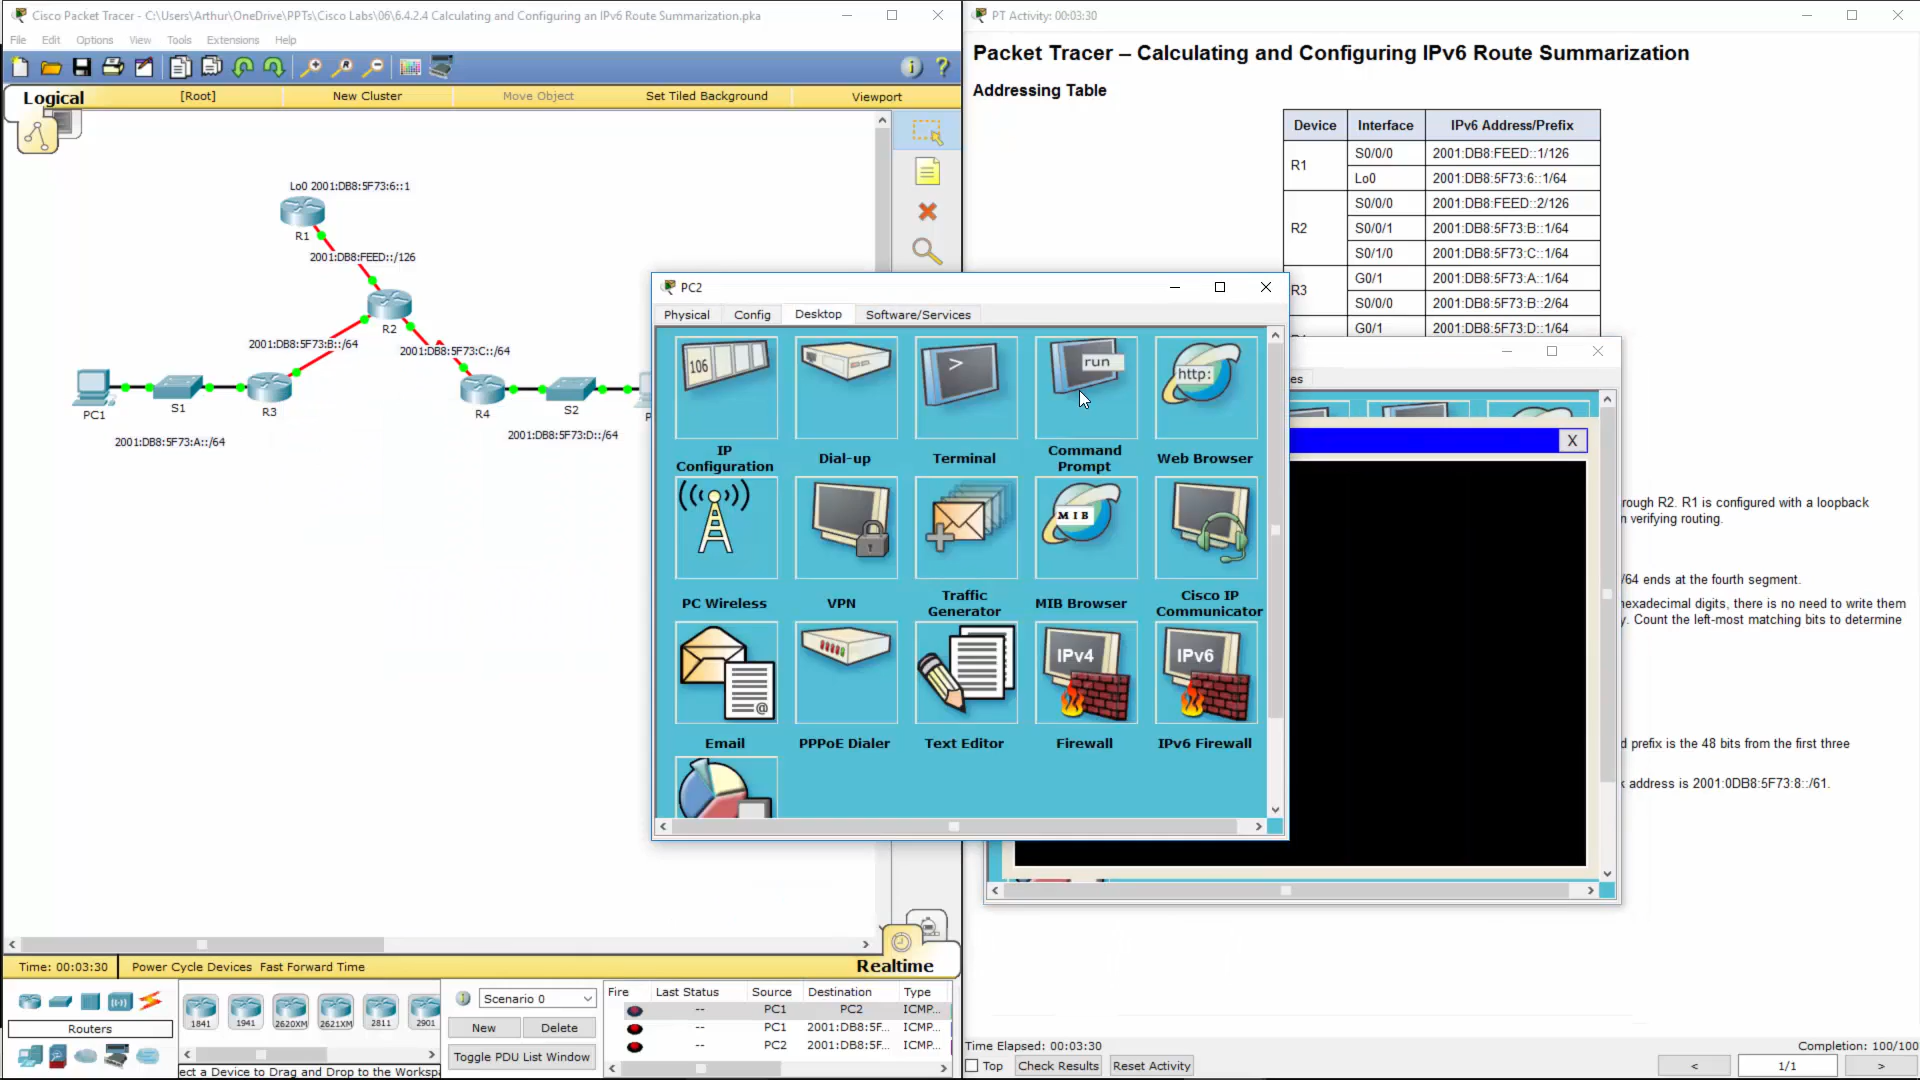 Cisco Packet Tracer - C:\Users\Arthur\OneDrive\PPTs\Cisco Labs\06\6.4.2.4 Calculating and Configuring an IPv6 Route Summarization.pka
File Edit Options View Tools Extensions Help
Logical [Root] New Cluster Move Object Set Tiled Background Viewport
Lo0 2001:DB8:5F73:6::1
R1
2001:DB8:FEED::/126
R2
2001:DB8:5F73:B::/64
2001:DB8:5F73:C::/64
PC1
S1
R3
R4
S2
2001:DB8:5F73:A::/64
2001:DB8:5F73:D::/64
Realtime
Time: 00:03:30 Power Cycle Devices Fast Forward Time
Routers
1841 1941 2620XM 2621XM 2811 2901
ect a Device to Drag and Drop to the Workspa
Scenario 0
New Delete
Toggle PDU List Window
Fire Last Status Source Destination Type
-- PC1 PC2 ICMP...
-- PC1 2001:DB8:5F... ICMP...
-- PC2 2001:DB8:5F... ICMP...
PC2
Physical Config Desktop Software/Services
106
>
run
http:
IP Configuration
Dial-up
Terminal
Command Prompt
Web Browser
MIB
PC Wireless
VPN
Traffic Generator
MIB Browser
Cisco IP Communicator
@
IPv4
IPv6
Email
PPPoE Dialer
Text Editor
Firewall
IPv6 Firewall
es
X
PT Activity: 00:03:30
Packet Tracer – Calculating and Configuring IPv6 Route Summarization
Addressing Table
Device Interface IPv6 Address/Prefix
R1 S0/0/0 2001:DB8:FEED::1/126
Lo0 2001:DB8:5F73:6::1/64
R2 S0/0/0 2001:DB8:FEED::2/126
S0/0/1 2001:DB8:5F73:B::1/64
S0/1/0 2001:DB8:5F73:C::1/64
R3 G0/1 2001:DB8:5F73:A::1/64
S0/0/0 2001:DB8:5F73:B::2/64
G0/1 2001:DB8:5F73:D::1/64
rough R2. R1 is configured with a loopback
n verifying routing.
/64 ends at the fourth segment.
exadecimal digits, there is no need to write them
y. Count the left-most matching bits to determine
d prefix is the 48 bits from the first three
k address is 2001:0DB8:5F73:8::/61.
Time Elapsed: 00:03:30 Completion: 100/100
Top Check Results Reset Activity < 1/1 >